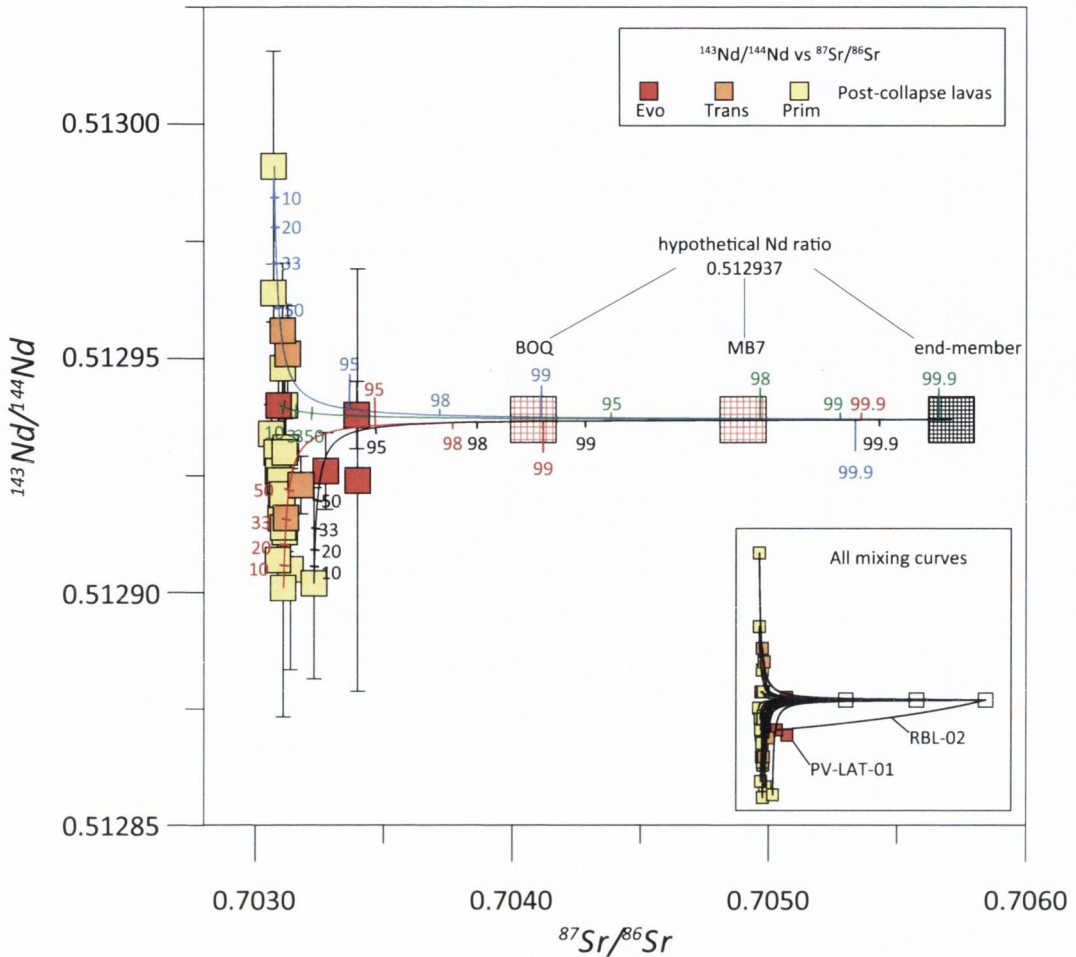 ¹⁴³Nd/¹⁴⁴Nd vs ⁸⁷Sr/⁸⁶Sr
Evo Trans Prim Post-collapse lavas
0.51300
0.51295
0.51290
0.51285
¹⁴³Nd/¹⁴⁴Nd
10
20
33
50
hypothetical Nd ratio
0.512937
BOQ MB7 end-member
95 95 98 99 95 98 99 99.9 99.9
10 33 50
95 98 98 99 99 99.9 99.9
50
33
20
10
50
33
20
10
All mixing curves
RBL-02
PV-LAT-01
0.7030 0.7040 0.7050 0.7060
⁸⁷Sr/⁸⁶Sr